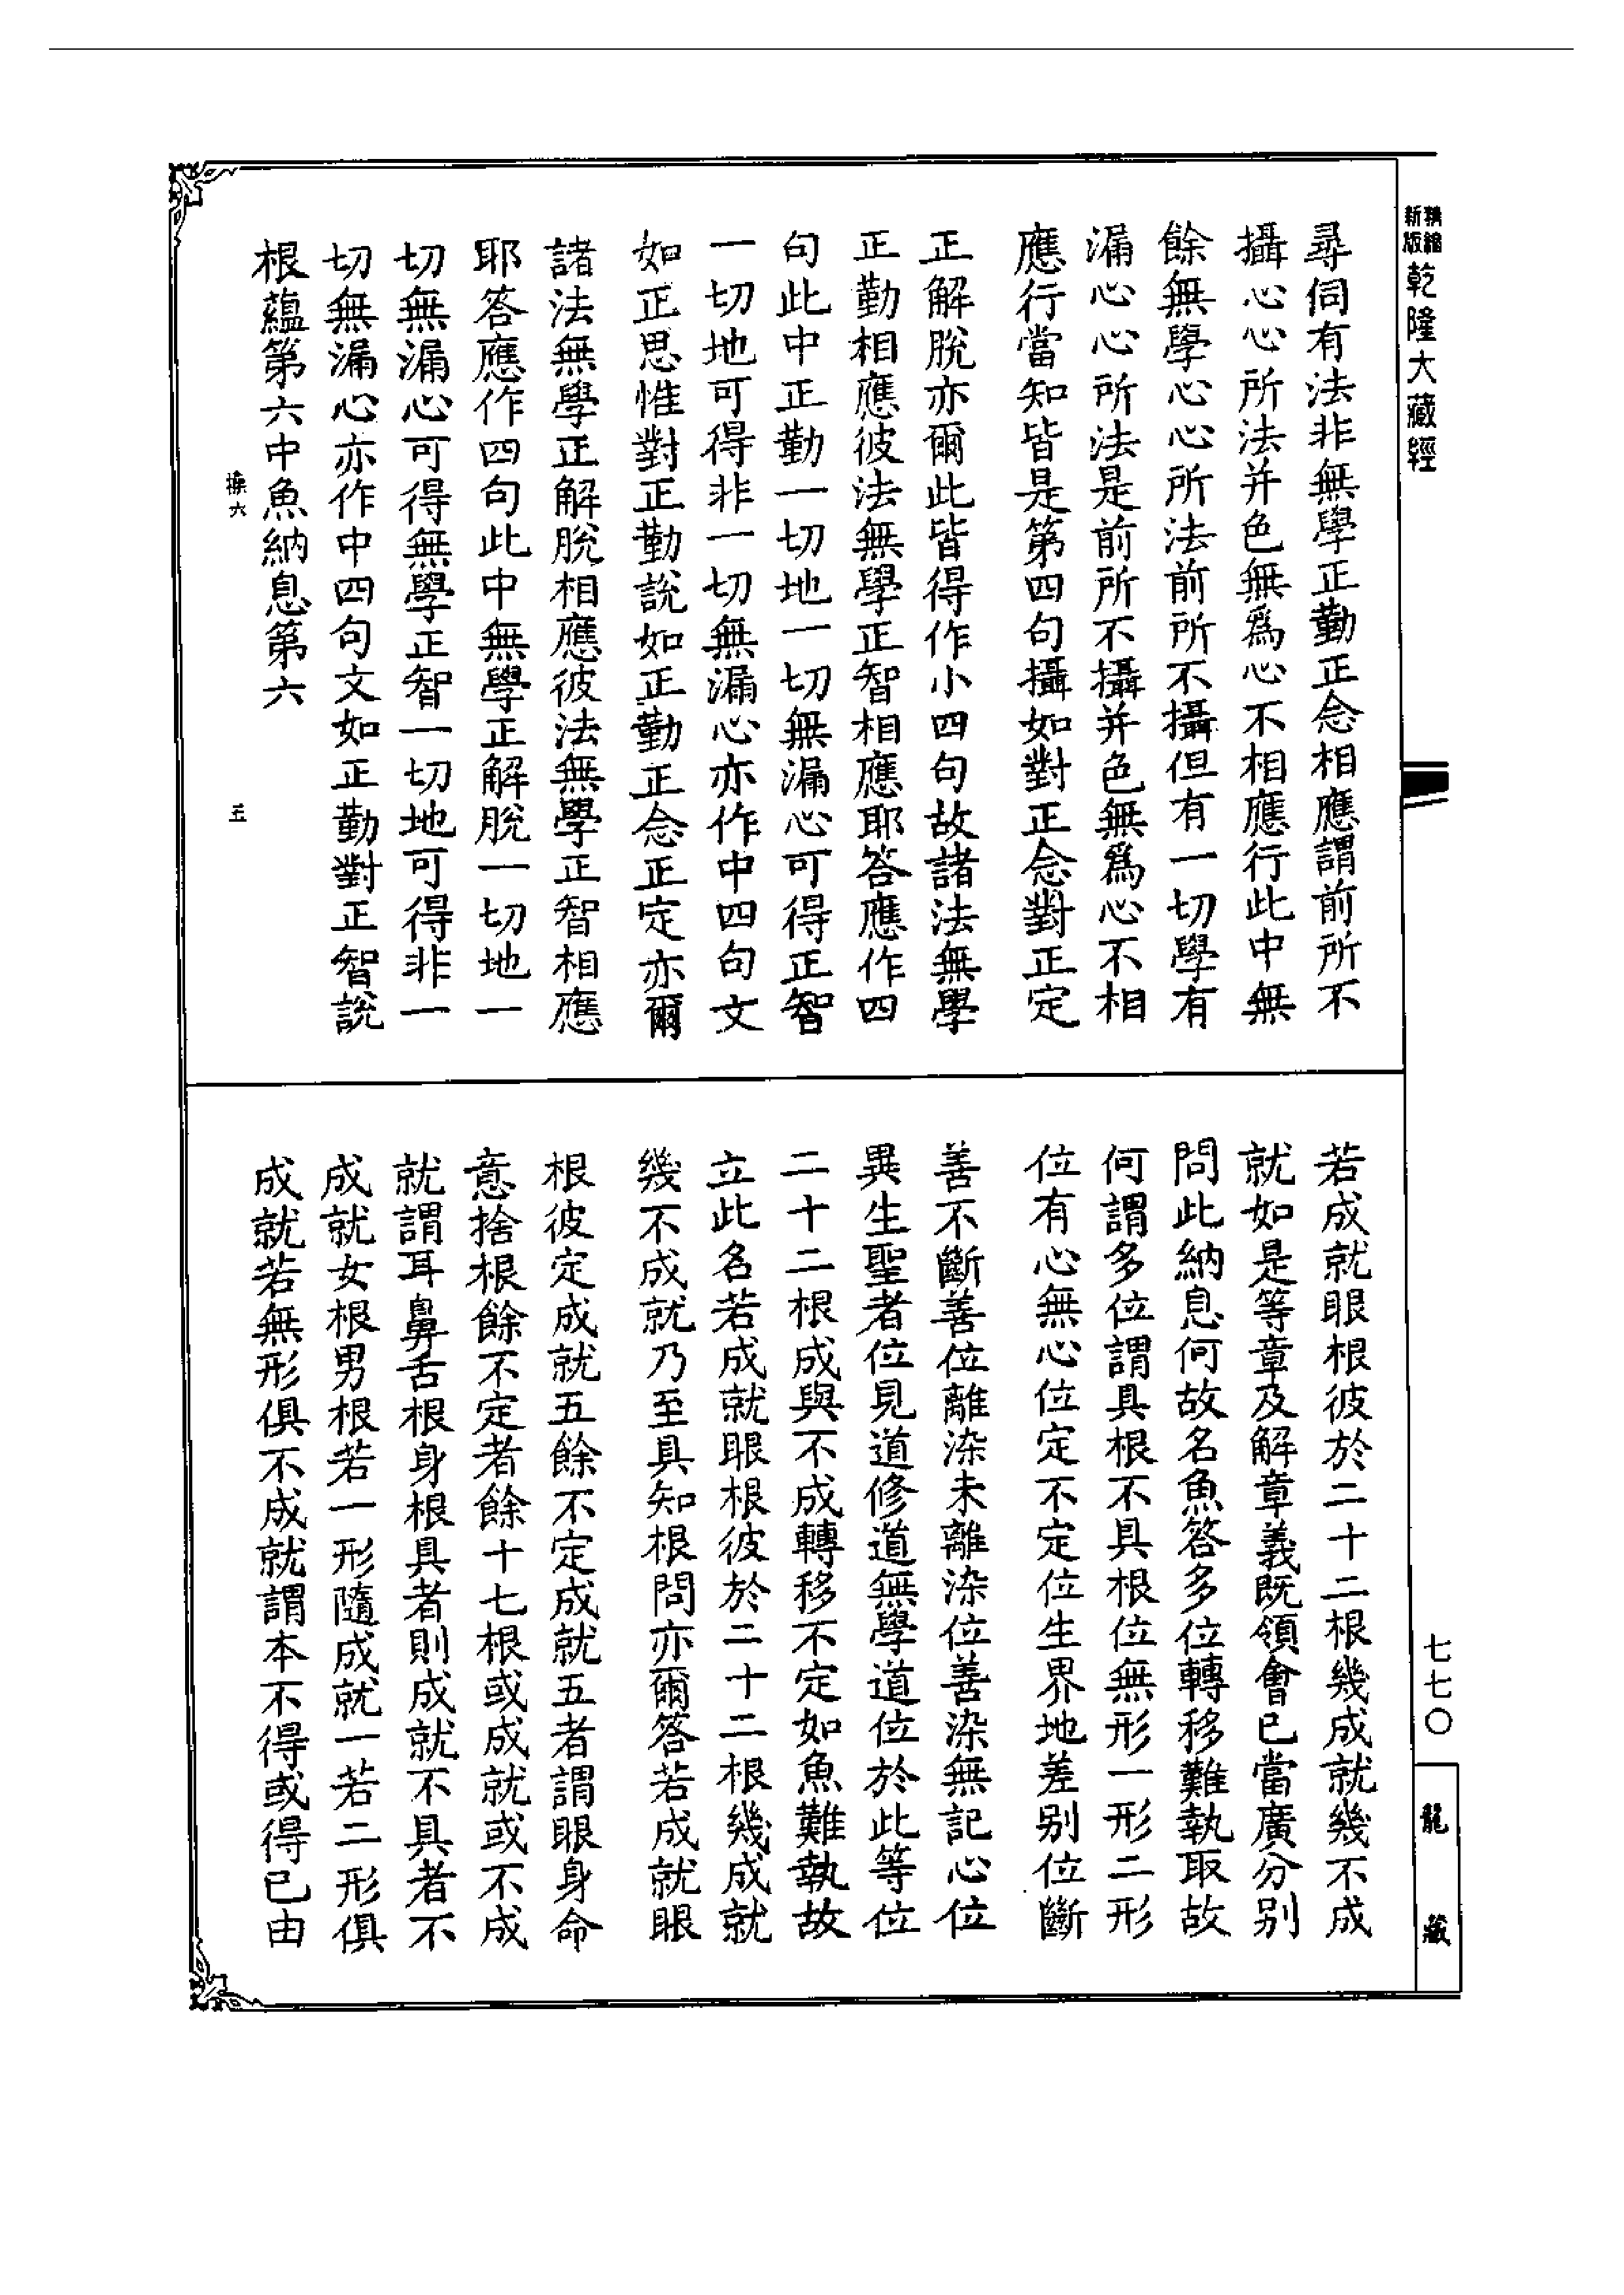 新版精縮乾隆大藏經
尋伺有法非無學正勤正念相應謂前所不
攝心心所法并色無爲心不相應行此中無
餘無學心心所法前所不攝但有一切學有
漏心心所法是前所不攝并色無爲心不相
應行當知皆是第四句攝如對正念對正定
正解脫亦爾此皆得作小四句故諸法無學
正勤相應彼法無學正智相應耶答應作四
句此中正勤一切地一切無漏心可得正智
一切地可得非一切無漏心亦作中四句文
如正思惟對正勤說如正勤正念正定亦爾
諸法無學正解脫相應彼法無學正智相應
耶答應作四句此中無學正解脫一切地一
切無漏心可得無學正智一切地可得非一
切無漏心亦作中四句文如正勤對正智說
根蘊第六中魚納息第六
操六
五
若成就眼根彼於二十二根幾成就幾不成
就如是等章及解章義既領會已當廣分别
問此納息何故名魚答多位轉移難執取故
何謂多位謂具根不具根位無形一形二形
位有心無心位定不定位生界地差别位斷
善不斷善位離染未離染位善染無記心位
異生聖者位見道修道無學道位於此等位
二十二根成與不成轉移不定如魚難執故
立此名若成就眼根彼於二十二根幾成就
幾不成就乃至具知根問亦爾答若成就眼
根彼定成就五餘不定成就五者謂眼身命
意捨根餘不定者餘十七根或成就或不成
就謂耳鼻舌根身根具者則成就不具者不
成就女根男根若一形隨成就一若二形俱
成就若無形俱不成就謂本不得或得已由
七七〇
龍藏